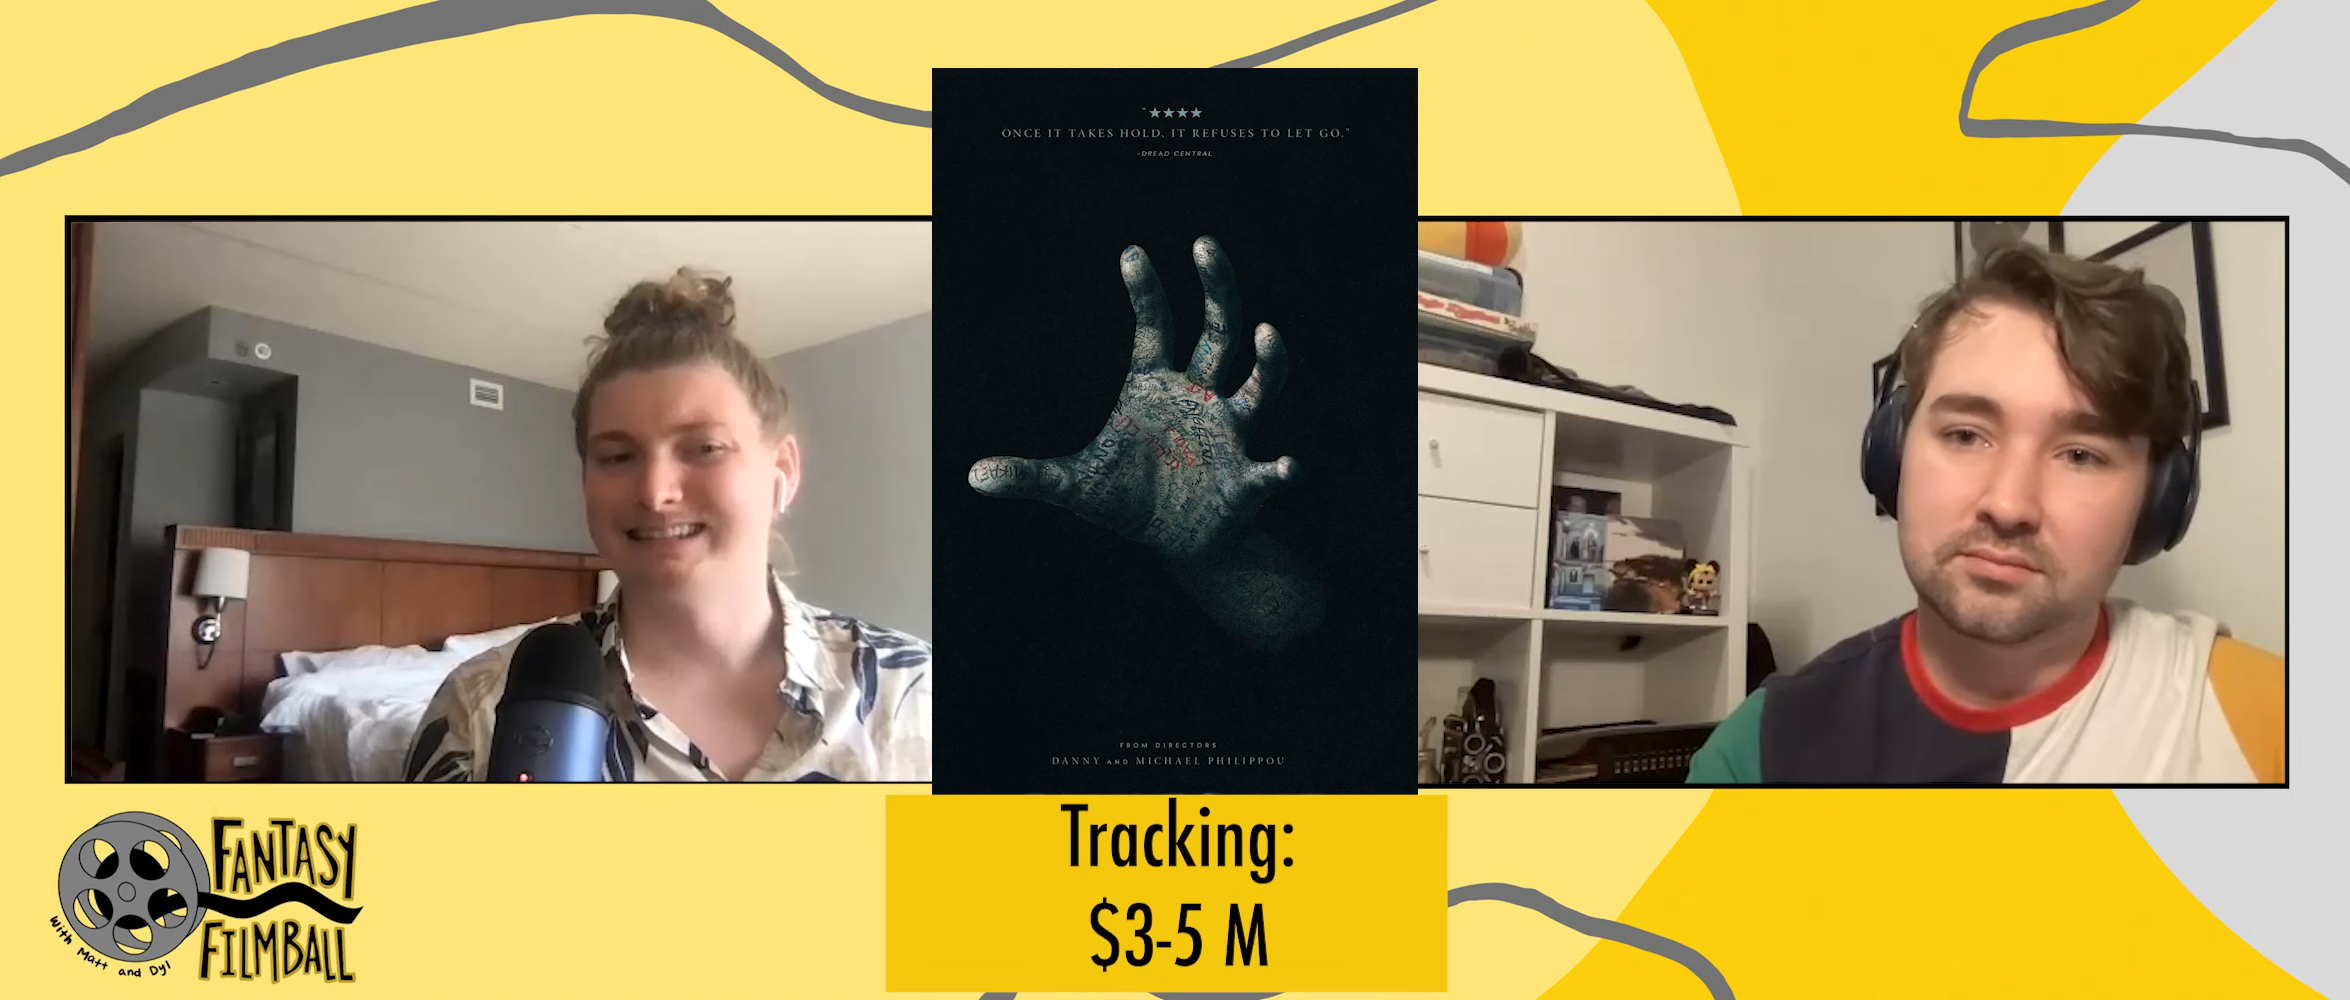 "★★★★
ONCE IT TAKES HOLD, IT REFUSES TO LET GO."
-DREAD CENTRAL
MIKHAEL
FROM DIRECTORS
DANNY AND MICHAEL PHILIPPOU
Tracking:
$3-5 M
FANTASY
FILMBALL
With Matt and Dyl